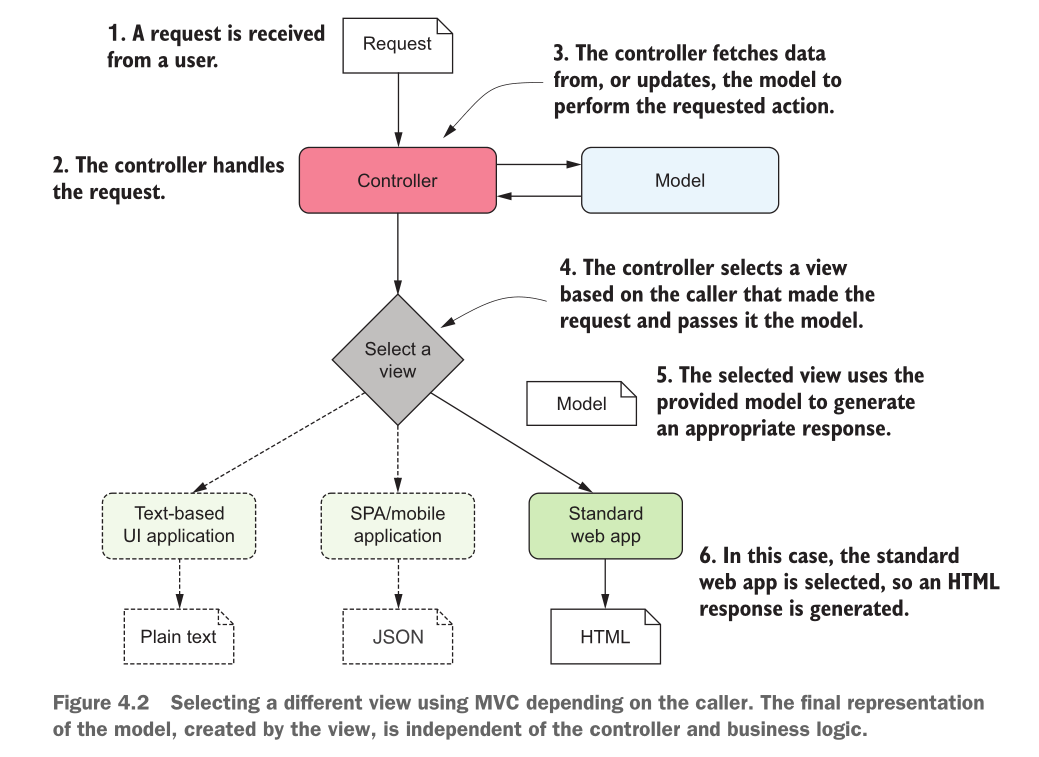 1. A request is received
from a user.
Request
3. The controller fetches data
from, or updates, the model to
perform the requested action.
2. The controller handles
the request.
Controller
Model
4. The controller selects a view
based on the caller that made the
request and passes it the model.
Select a
view
Model
5. The selected view uses the
provided model to generate
an appropriate response.
Text-based
UI application
SPA/mobile
application
Standard
web app
6. In this case, the standard
web app is selected, so an HTML
response is generated.
Plain text
JSON
HTML
Figure 4.2 Selecting a different view using MVC depending on the caller. The final representation
of the model, created by the view, is independent of the controller and business logic.